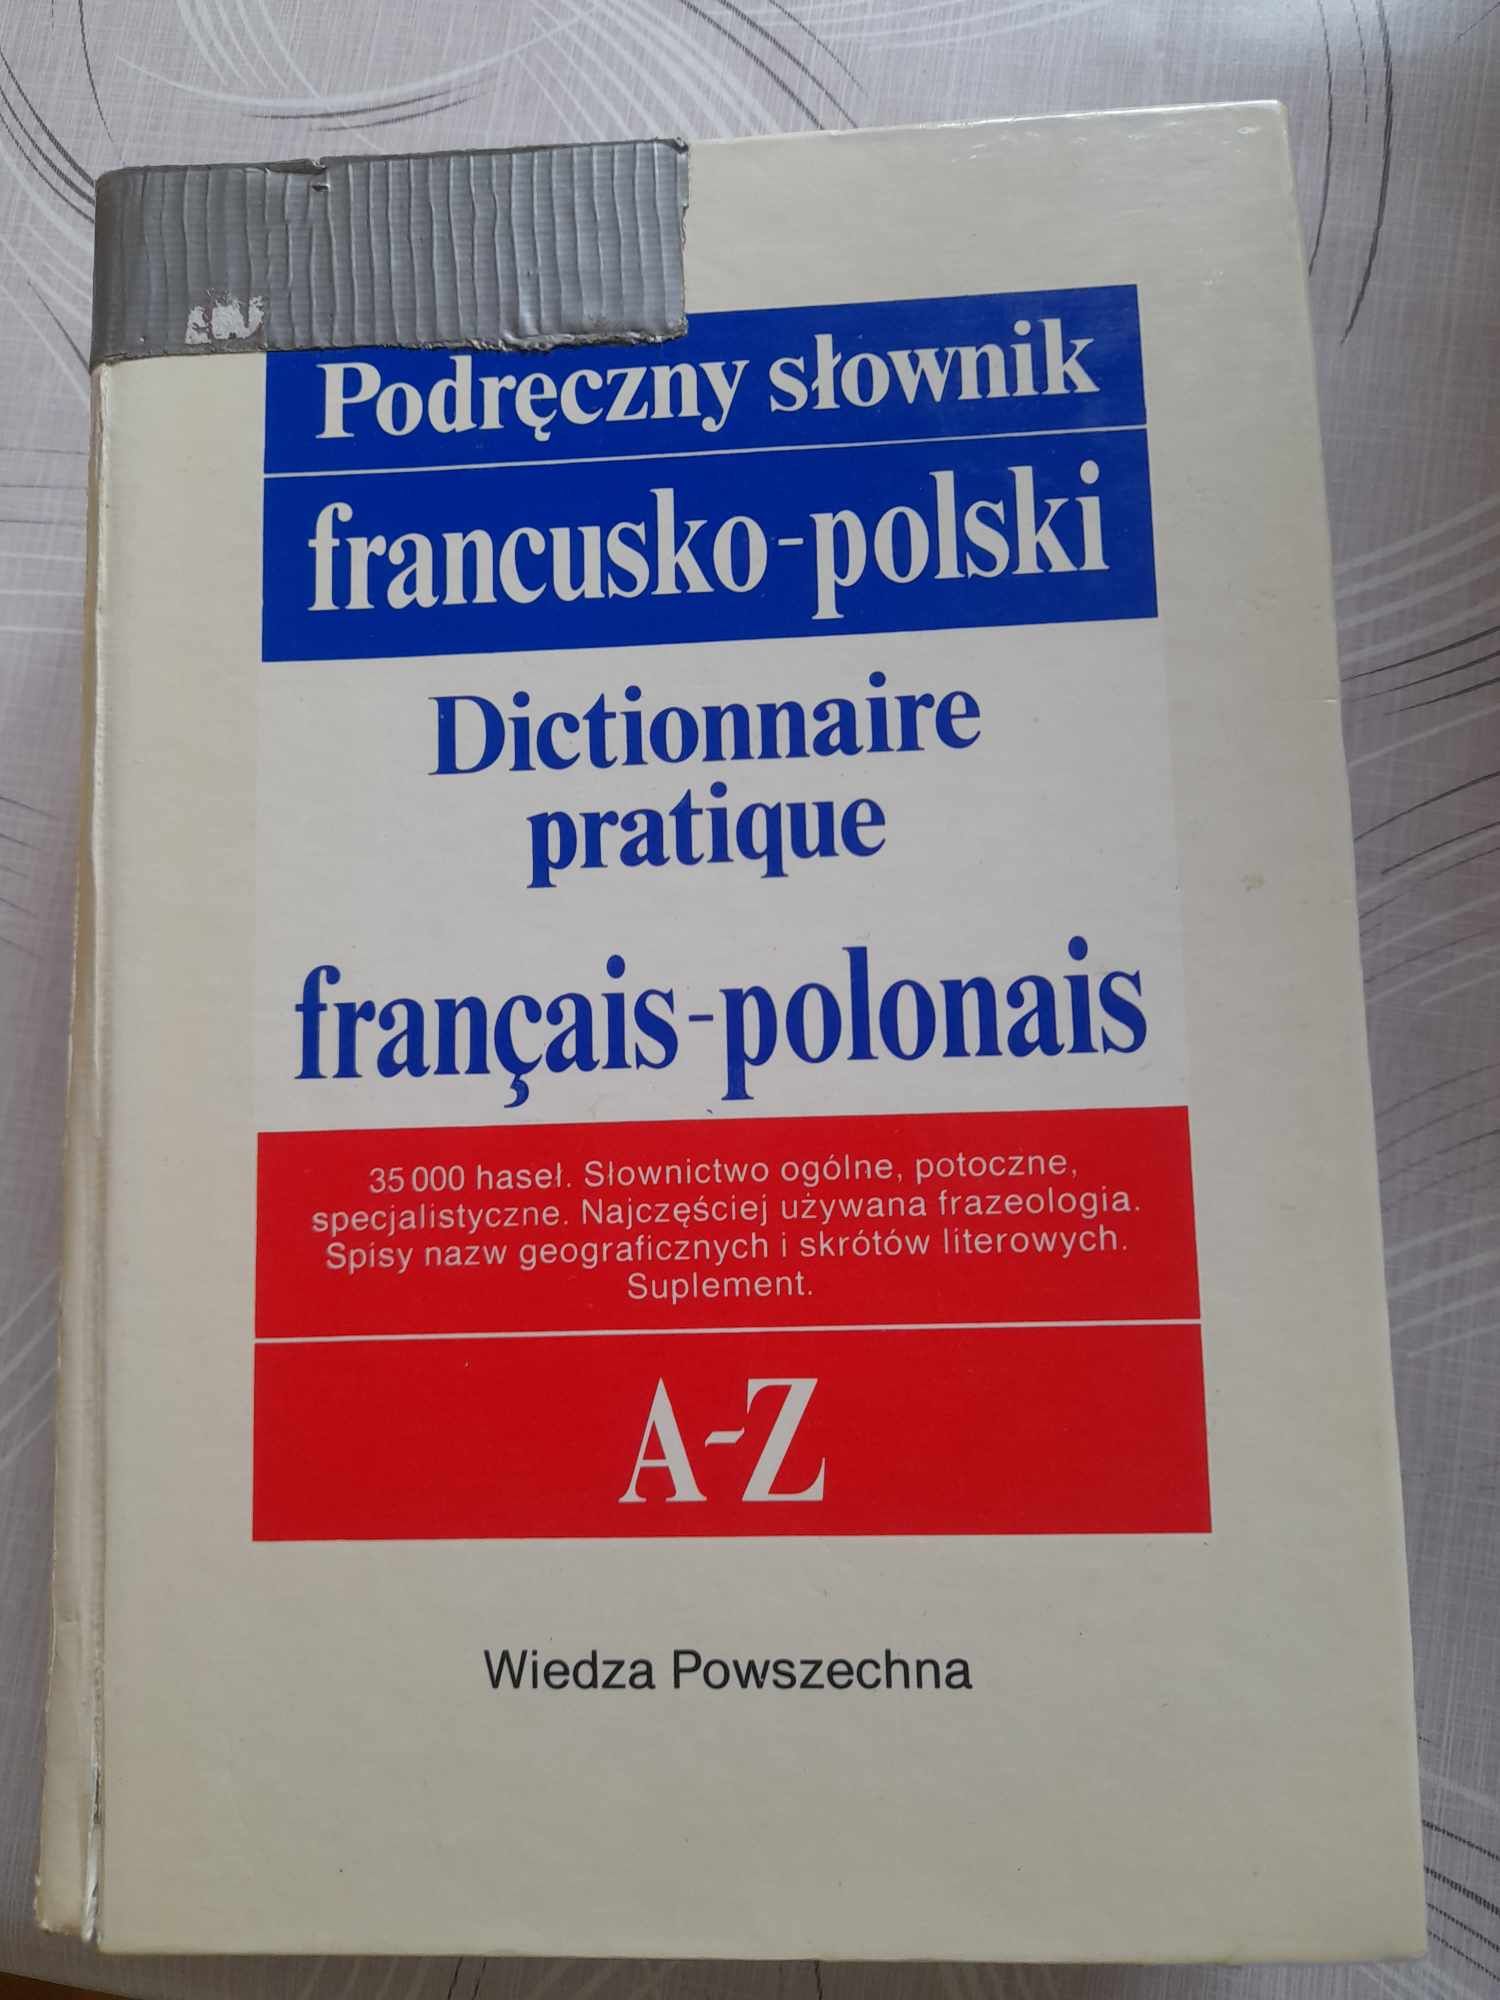 Podręczny słownik
francusko-polski
Dictionnaire
pratique
français-polonais
35 000 haseł. Słownictwo ogólne, potoczne,
specjalistyczne. Najczęściej używana frazeologia.
Spisy nazw geograficznych i skrótów literowych.
Suplement.
A-Z
Wiedza Powszechna